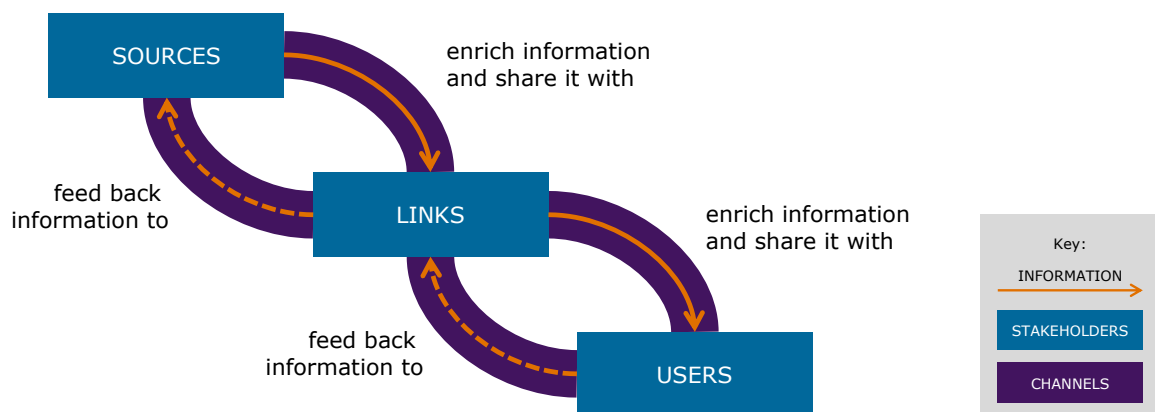 SOURCES
enrich information
and share it with
feed back
information to
LINKS
enrich information
and share it with
feed back
information to
USERS
Key:
INFORMATION
STAKEHOLDERS
CHANNELS